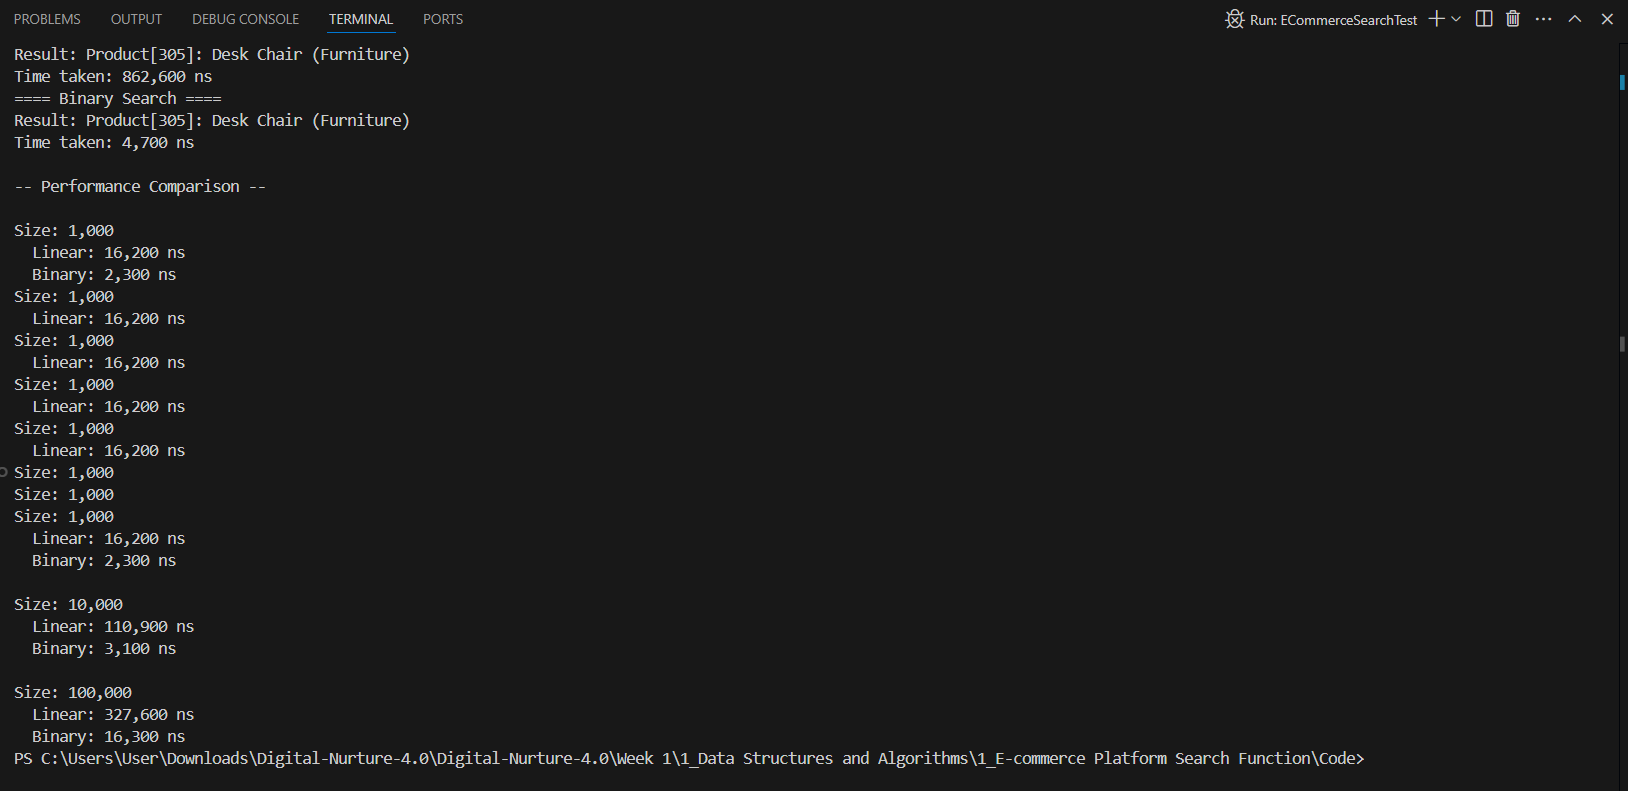 PROBLEMS OUTPUT DEBUG CONSOLE TERMINAL PORTS Run: ECommerceSearchTest
Result: Product[305]: Desk Chair (Furniture)
Time taken: 862,600 ns
==== Binary Search ====
Result: Product[305]: Desk Chair (Furniture)
Time taken: 4,700 ns
-- Performance Comparison --
Size: 1,000
Linear: 16,200 ns
Binary: 2,300 ns
Size: 1,000
Linear: 16,200 ns
Size: 1,000
Linear: 16,200 ns
Size: 1,000
Linear: 16,200 ns
Size: 1,000
Linear: 16,200 ns
Size: 1,000
Size: 1,000
Size: 1,000
Linear: 16,200 ns
Binary: 2,300 ns
Size: 10,000
Linear: 110,900 ns
Binary: 3,100 ns
Size: 100,000
Linear: 327,600 ns
Binary: 16,300 ns
PS C:\Users\User\Downloads\Digital-Nurture-4.0\Digital-Nurture-4.0\Week 1\1_Data Structures and Algorithms\1_E-commerce Platform Search Function\Code>